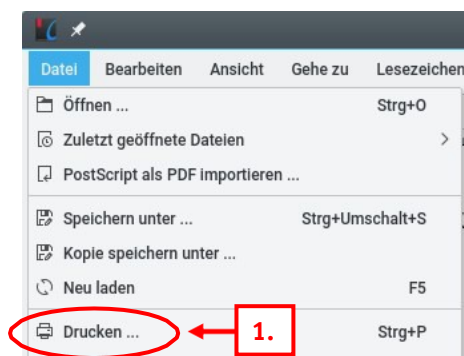 Datei Bearbeiten Ansicht Gehe zu Lesezeichen
Öffnen ... Strg+O
Zuletzt geöffnete Dateien
PostScript als PDF importieren ...
Speichern unter ... Strg+Umschalt+S
Kopie speichern unter ...
Neu laden F5
Drucken ... 1. Strg+P